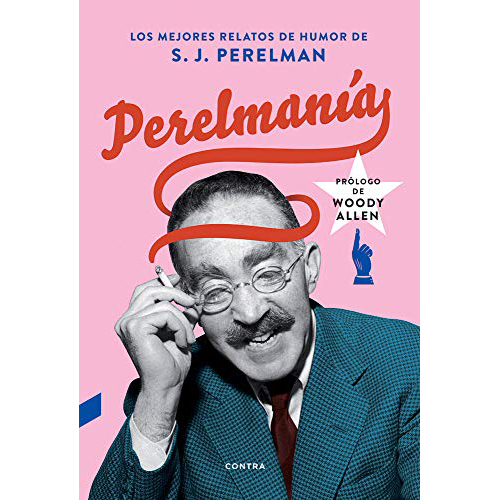 LOS MEJORES RELATOS DE HUMOR DE
S. J. PERELMAN
Perelmanía
PRÓLOGO
DE
WOODY
ALLEN
CONTRA